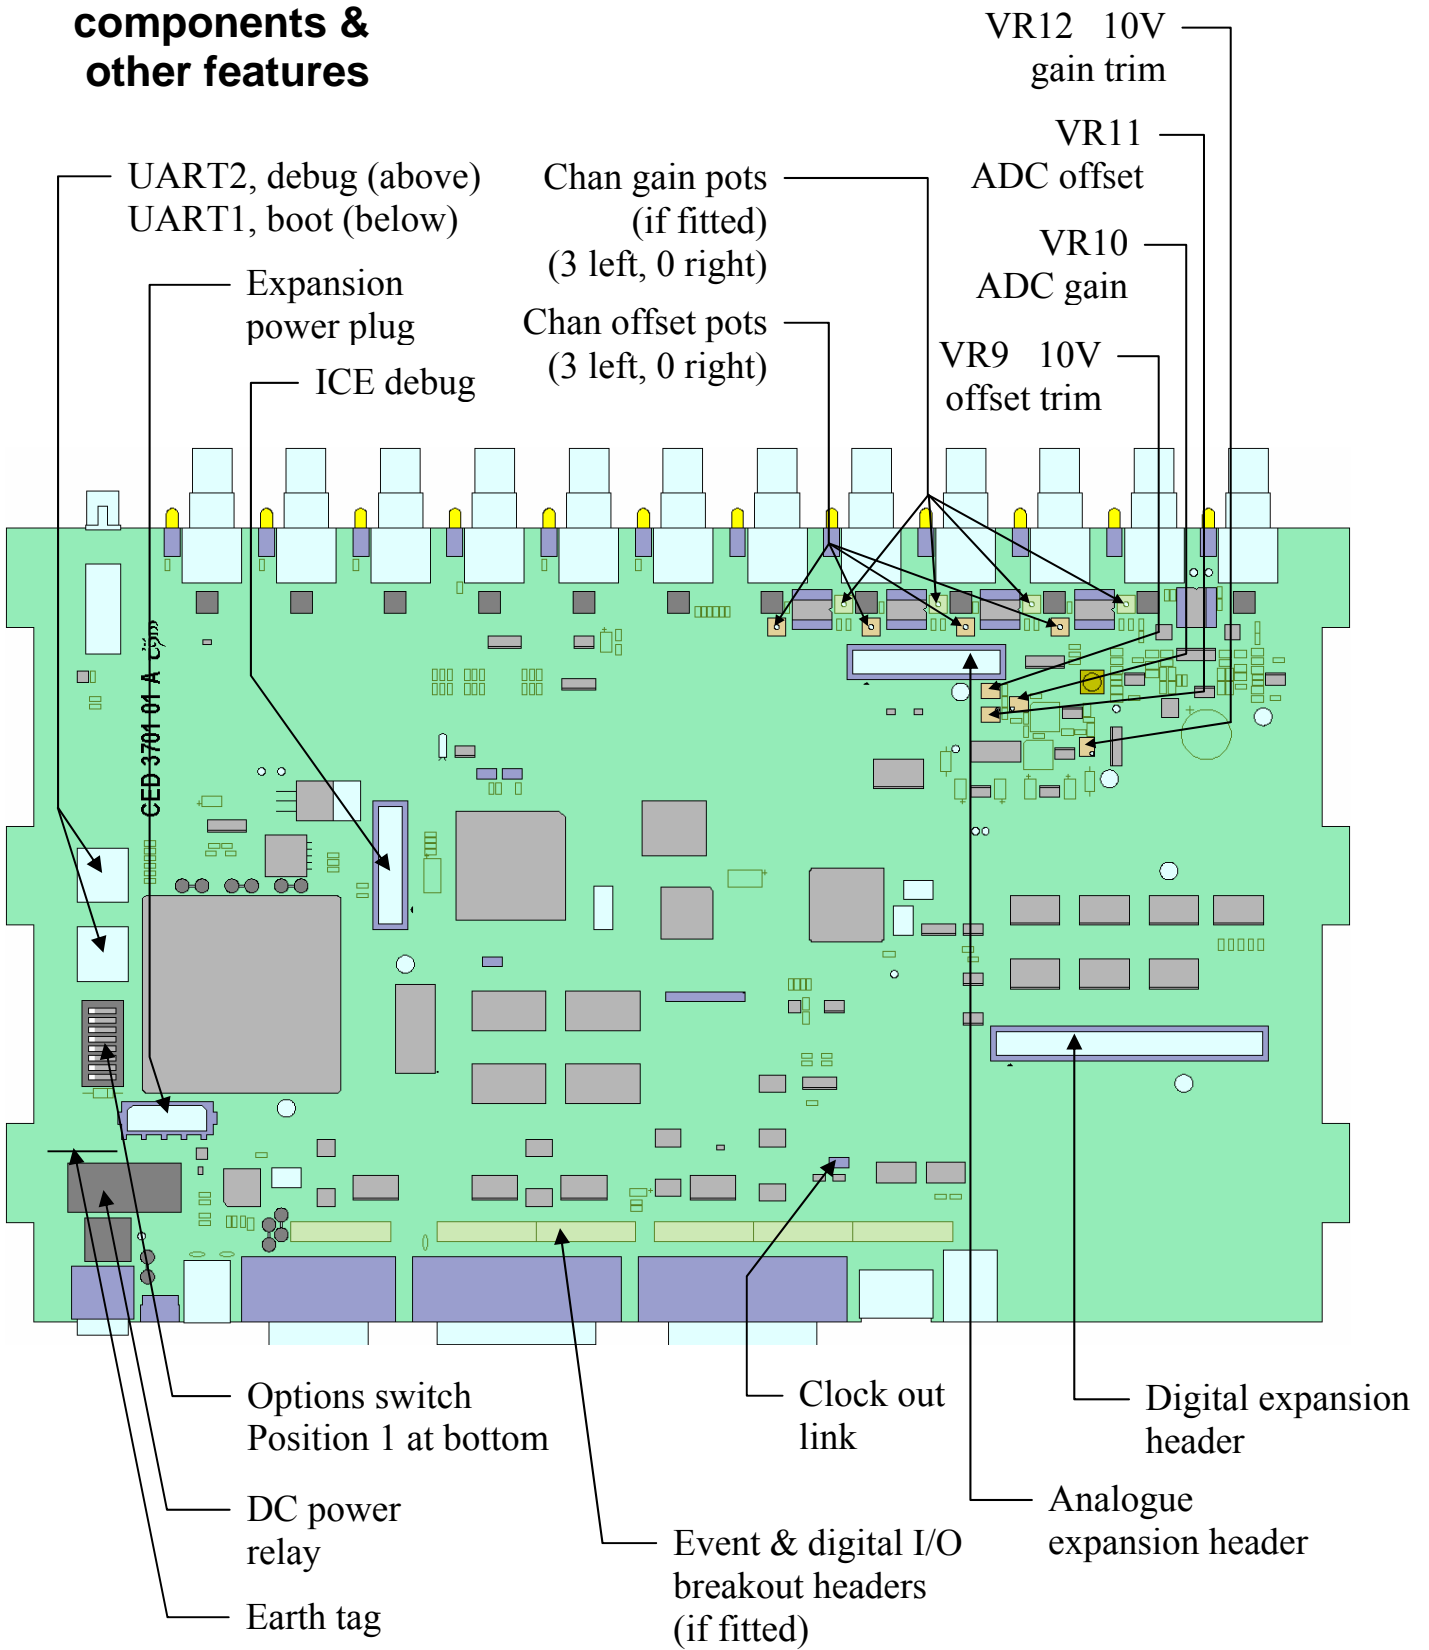 components &
other features
VR12 10V
gain trim
VR11
ADC offset
VR10
ADC gain
VR9 10V
offset trim
UART2, debug (above)
UART1, boot (below)
Chan gain pots
(if fitted)
(3 left, 0 right)
Expansion
power plug
Chan offset pots
(3 left, 0 right)
ICE debug
CED 3701 01 A
Options switch
Position 1 at bottom
Clock out
link
Digital expansion
header
DC power
relay
Analogue
expansion header
Event & digital I/O
breakout headers
(if fitted)
Earth tag